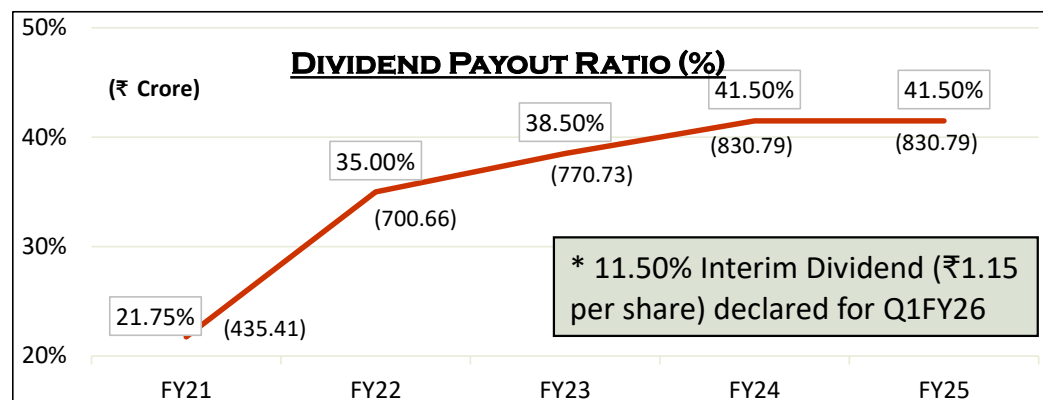 50%
DIVIDEND PAYOUT RATIO (%)
(₹ Crore)
41.50%
41.50%
38.50%
40%
35.00%
(830.79)
(830.79)
(770.73)
(700.66)
30%
* 11.50% Interim Dividend (₹1.15
per share) declared for Q1FY26
21.75%
(435.41)
20%
FY21
FY22
FY23
FY24
FY25